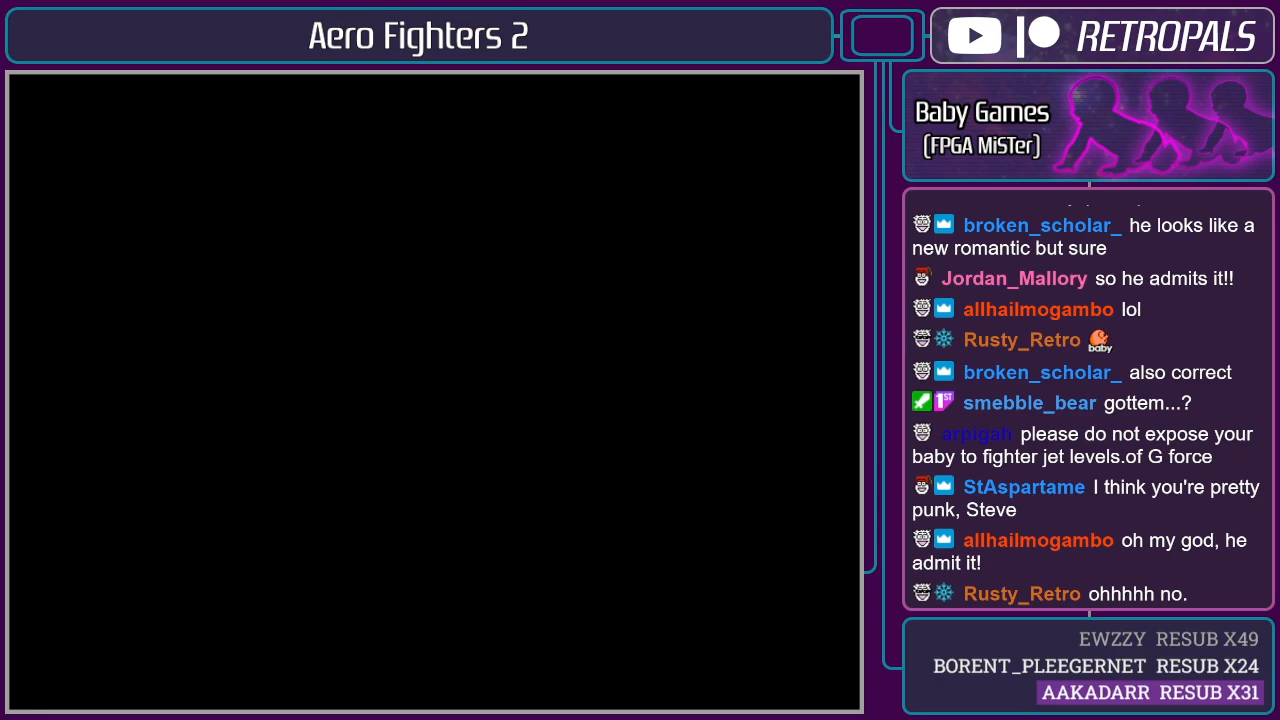 Aero Fighters 2
RETROPALS
Baby Games
(FPGA MiSTer)
broken_scholar_ he looks like a
new romantic but sure
Jordan_Mallory so he admits it!!
allhailmogambo lol
Rusty_Retro baby
broken_scholar_ also correct
1ST smebble_bear gottem...?
arpigah please do not expose your
baby to fighter jet levels.of G force
StAspartame I think you're pretty
punk, Steve
allhailmogambo oh my god, he
admit it!
Rusty_Retro ohhhhh no.
EWZZY RESUB X49
BORENT_PLEEGERNET RESUB X24
AAKADARR RESUB X31